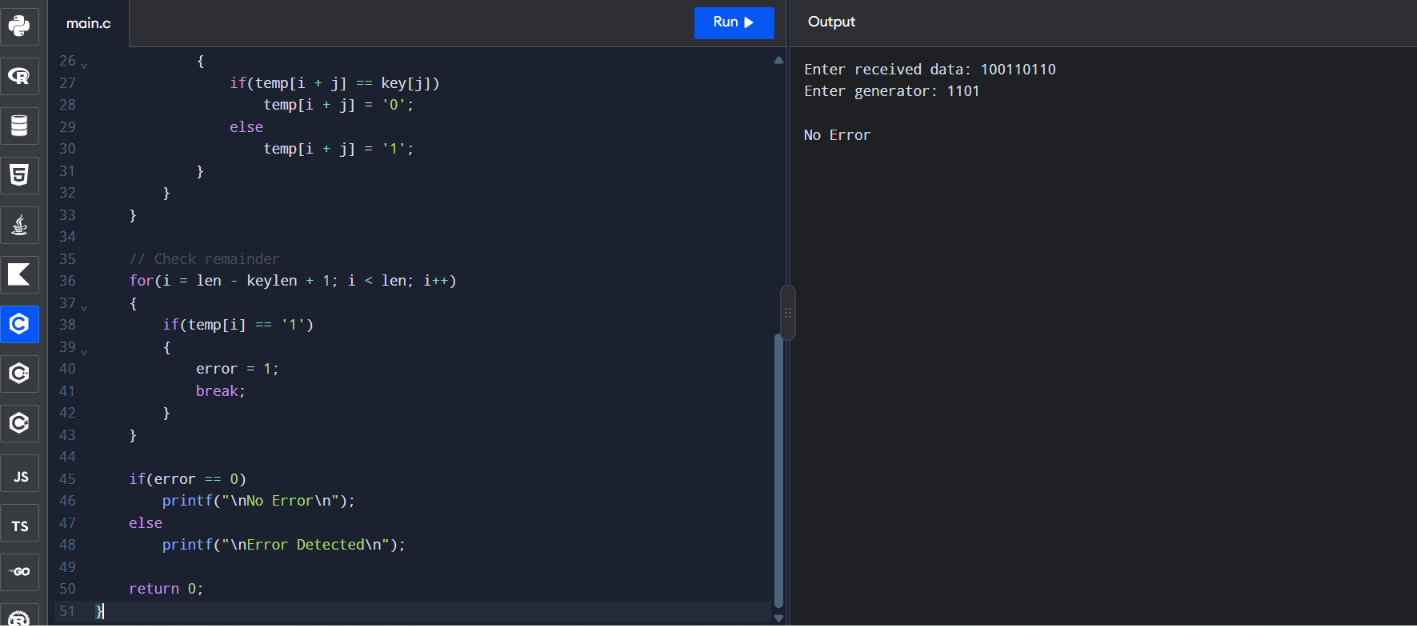 main.c
Run
Output
26 {
27 if(temp[i + j] == key[j])
28 temp[i + j] = '0';
29 else
30 temp[i + j] = '1';
31 }
32 }
33 }
34
35 // Check remainder
36 for(i = len - keylen + 1; i < len; i++)
37 {
38 if(temp[i] == '1')
39 {
40 error = 1;
41 break;
42 }
43 }
44
45 if(error == 0)
46 printf("\nNo Error\n");
47 else
48 printf("\nError Detected\n");
49
50 return 0;
51 }
Enter received data: 100110110
Enter generator: 1101
No Error
R
5
C
C
C
JS
TS
GO
R